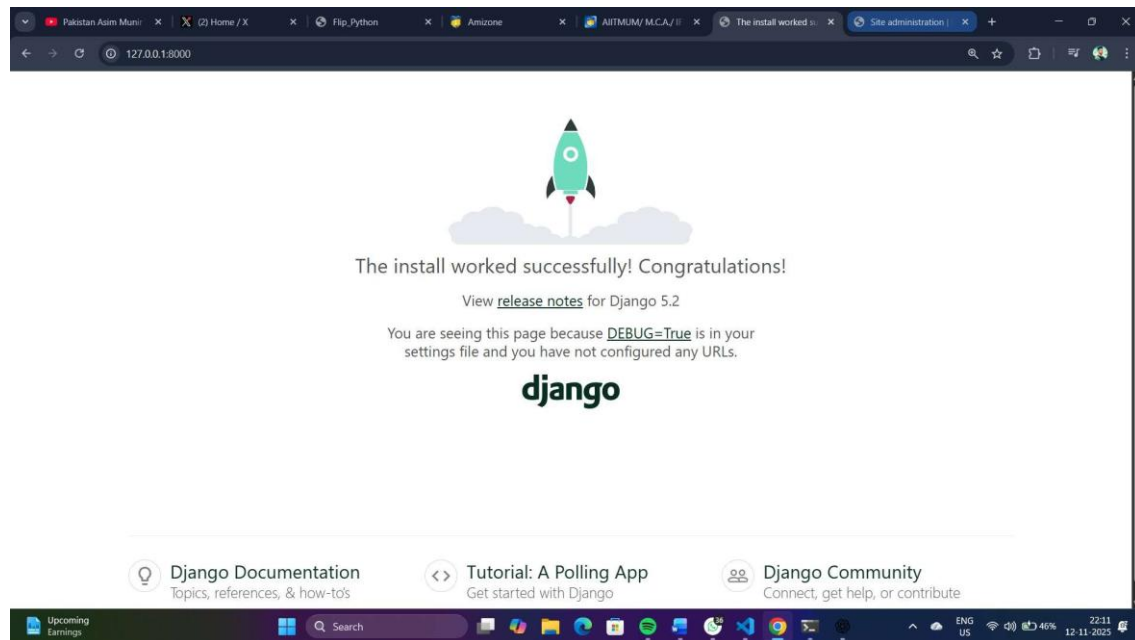 Pakistan Asim Munir
(2) Home / X
Flip_Python
Amizone
AIITMUM/ M.C.A./ IF
The install worked su
Site administration |
127.0.0.1:8000
The install worked successfully! Congratulations!
View release notes for Django 5.2
You are seeing this page because DEBUG=True is in your
settings file and you have not configured any URLs.
django
Django Documentation
Topics, references, & how-to's
Tutorial: A Polling App
Get started with Django
Django Community
Connect, get help, or contribute
Upcoming
Earnings
Search
ENG
US
46%
22:11
12-11-2025